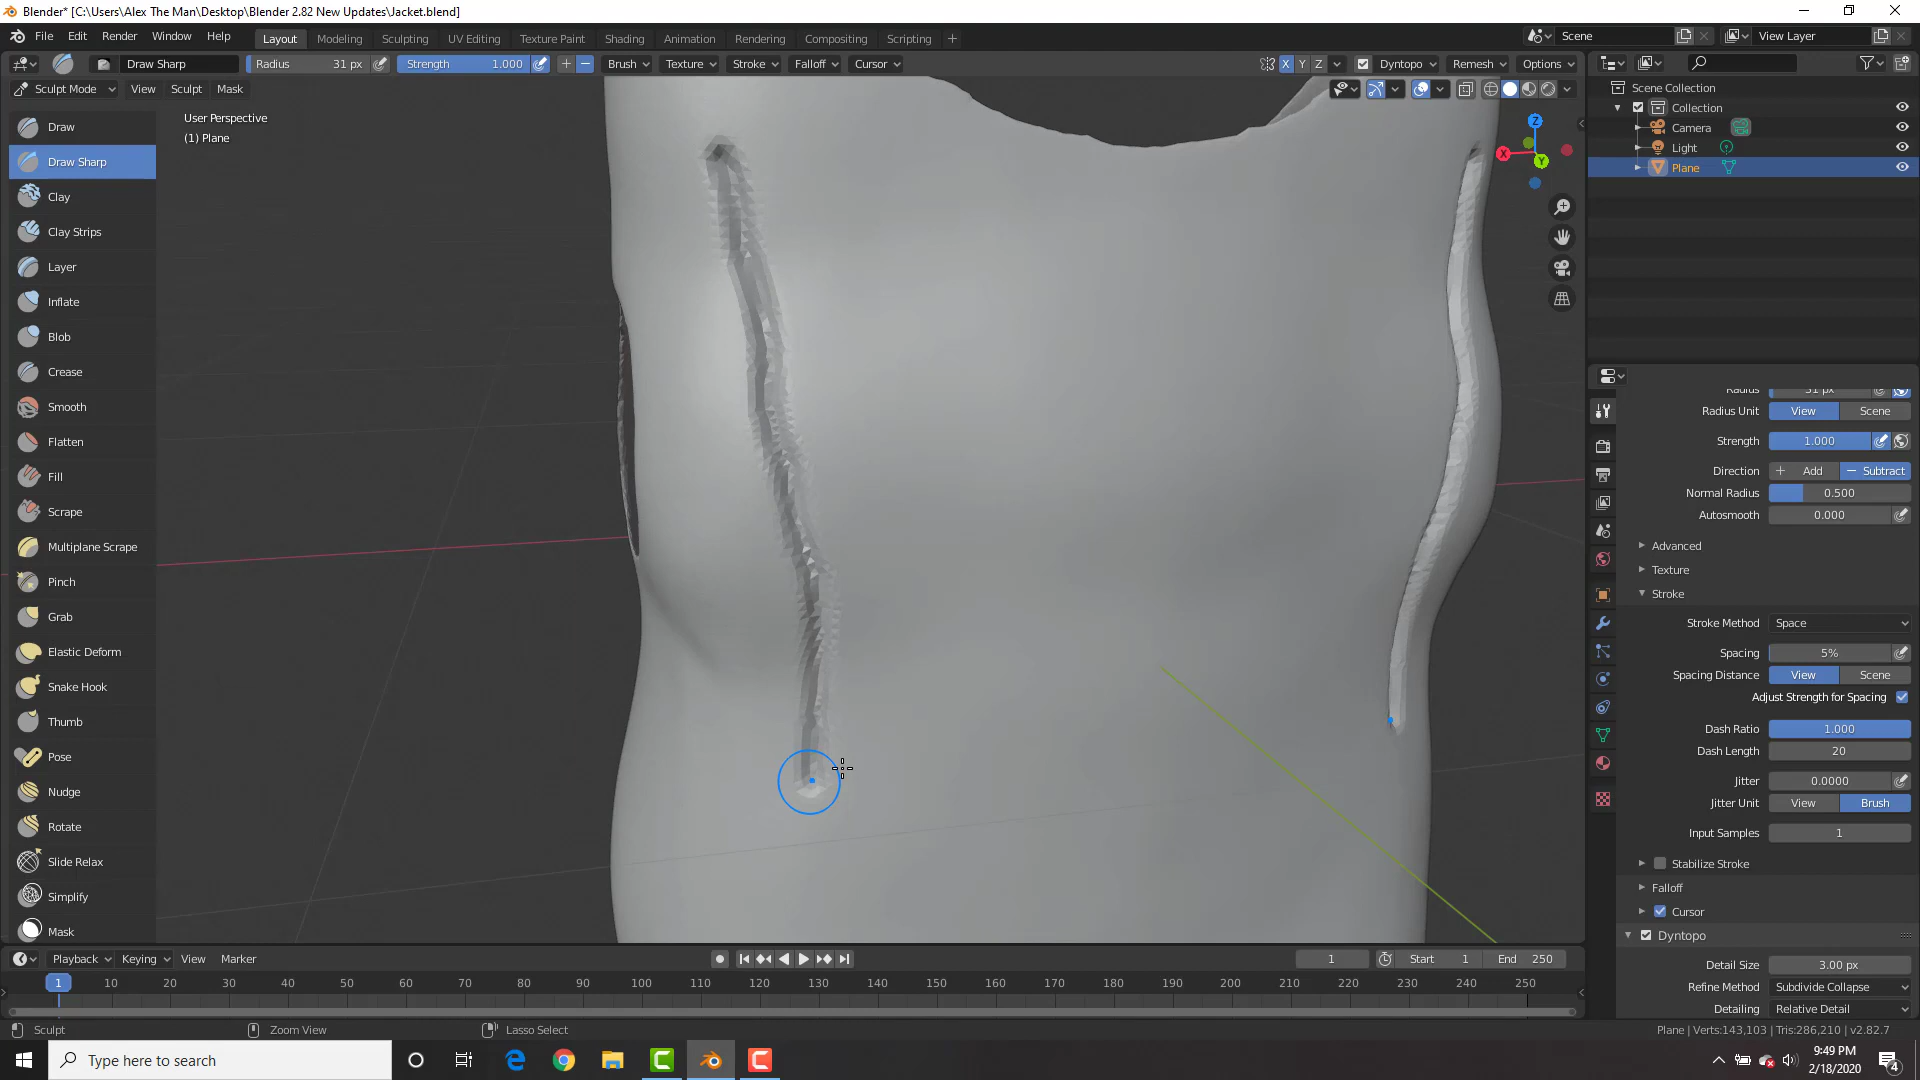 Blender* [C:\Users\Alex The Man\Desktop\Blender 2.82 New Updates\Jacket.blend]
File Edit Render Window Help Layout Modeling Sculpting UV Editing Texture Paint Shading Animation Rendering Compositing Scripting + Scene View Layer
Draw Sharp Radius 31 px Strength 1.000 Brush Texture Stroke Falloff Cursor X Y Z Dyntopo Remesh Options
Sculpt Mode View Sculpt Mask
User Perspective
(1) Plane
Draw
Draw Sharp
Clay
Clay Strips
Layer
Inflate
Blob
Crease
Smooth
Flatten
Fill
Scrape
Multiplane Scrape
Pinch
Grab
Elastic Deform
Snake Hook
Thumb
Pose
Nudge
Rotate
Slide Relax
Simplify
Mask
Z
X
Y
Scene Collection
Collection
Camera
Light
Plane
Radius 31 px
Radius Unit View Scene
Strength 1.000
Direction + Add − Subtract
Normal Radius 0.500
Autosmooth 0.000
Advanced
Texture
Stroke
Stroke Method Space
Spacing 5%
Spacing Distance View Scene
Adjust Strength for Spacing
Dash Ratio 1.000
Dash Length 20
Jitter 0.0000
Jitter Unit View Brush
Input Samples 1
Stabilize Stroke
Falloff
Cursor
Dyntopo
Detail Size 3.00 px
Refine Method Subdivide Collapse
Detailing Relative Detail
Playback Keying View Marker 1 Start 1 End 250
1 10 20 30 40 50 60 70 80 90 100 110 120 130 140 150 160 170 180 190 200 210 220 230 240 250
Sculpt Zoom View Lasso Select Plane | Verts:143,103 | Tris:286,210 | v2.82.7
Type here to search
9:49 PM
2/18/2020
4